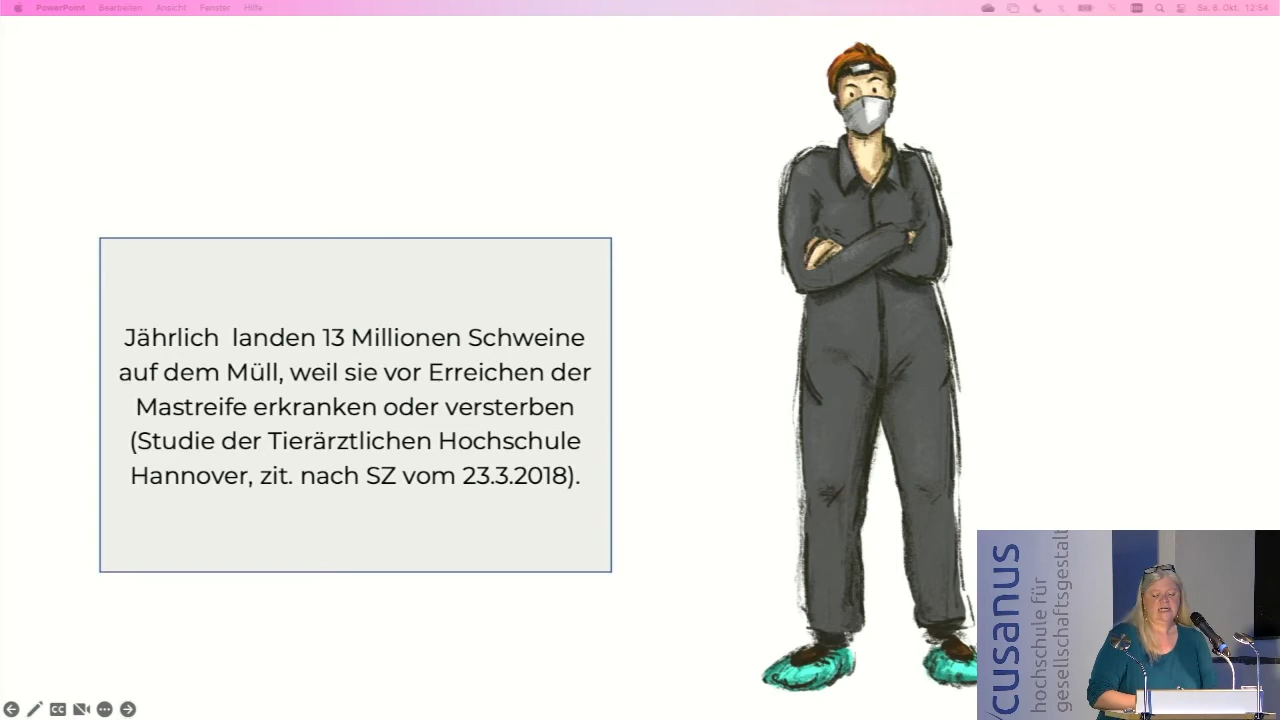 PowerPoint Bearbeiten Ansicht Fenster Hilfe
Sa. 8. Okt. 12:54
Jährlich landen 13 Millionen Schweine
auf dem Müll, weil sie vor Erreichen der
Mastreife erkranken oder versterben
(Studie der Tierärztlichen Hochschule
Hannover, zit. nach SZ vom 23.3.2018).
CC
cusanus
hochschule für
gesellschaftsgestalt